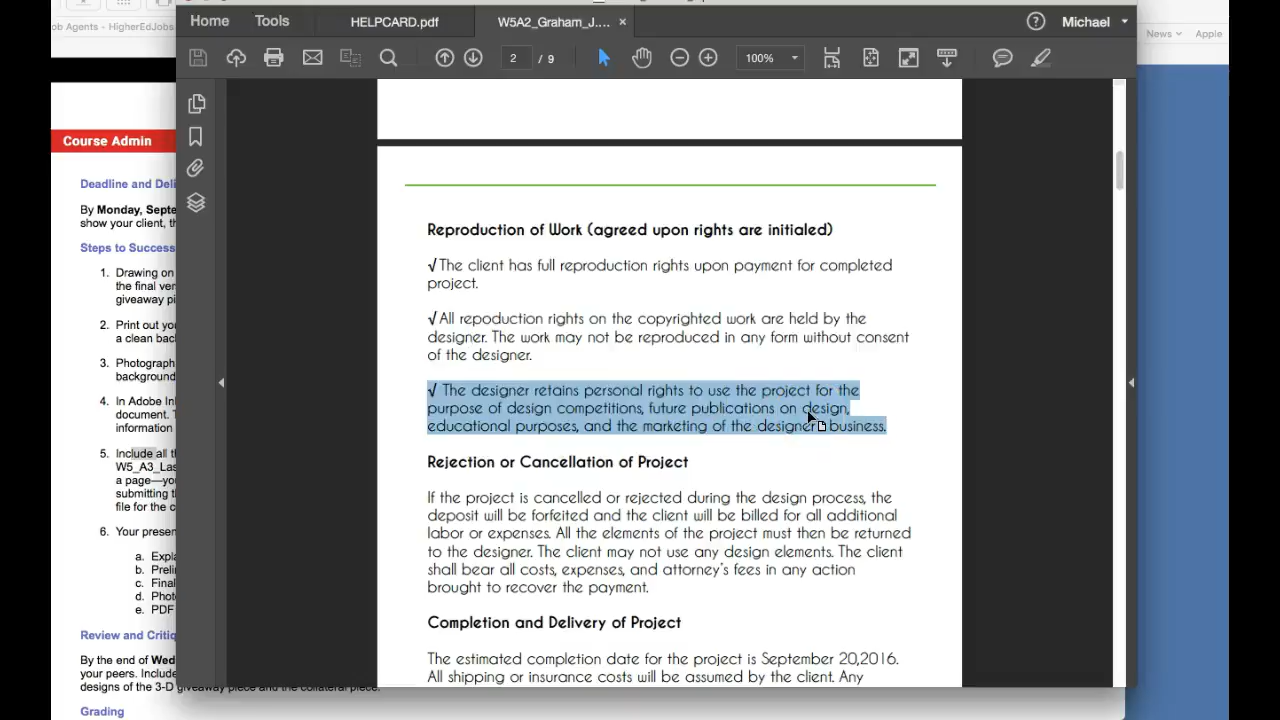 ob Agents - HigherEdJobs
News
Apple
Home
Tools
HELPCARD.pdf
W5A2_Graham_J....
×
?
Michael
2
/ 9
100%
Course Admin
Deadline and Deli
By Monday, Septe
show your client, th
Steps to Success
1. Drawing on
the final ver
giveaway pi
2. Print out you
a clean bac
3. Photograph
background
4. In Adobe InI
document. T
information
5. Include all th
W5_A3_Las
a page—you
submitting th
file for the c
6. Your presen
a. Expla
b. Preli
c. Final
d. Phot
e. PDF
Review and Critiq
By the end of Wed
your peers. Include
designs of the 3-D giveaway piece and the collateral piece.
Grading
Reproduction of Work (agreed upon rights are initialed)
√ The client has full reproduction rights upon payment for completed
project.
√ All repoduction rights on the copyrighted work are held by the
designer. The work may not be reproduced in any form without consent
of the designer.
√ The designer retains personal rights to use the project for the
purpose of design competitions, future publications on design,
educational purposes, and the marketing of the designer business.
Rejection or Cancellation of Project
If the project is cancelled or rejected during the design process, the
deposit will be forfeited and the client will be billed for all additional
labor or expenses. All the elements of the project must then be returned
to the designer. The client may not use any design elements. The client
shall bear all costs, expenses, and attorney's fees in any action
brought to recover the payment.
Completion and Delivery of Project
The estimated completion date for the project is September 20,2016.
All shipping or insurance costs will be assumed by the client. Any